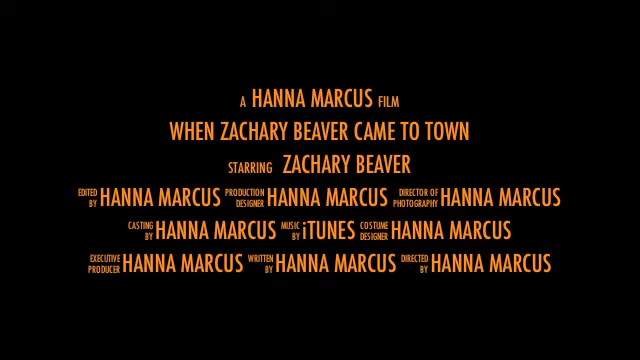 A HANNA MARCUS FILM
WHEN ZACHARY BEAVER CAME TO TOWN
STARRING ZACHARY BEAVER
EDITED BY HANNA MARCUS PRODUCTION DESIGNER HANNA MARCUS DIRECTOR OF PHOTOGRAPHY HANNA MARCUS
CASTING BY HANNA MARCUS MUSIC BY iTUNES COSTUME DESIGNER HANNA MARCUS
EXECUTIVE PRODUCER HANNA MARCUS WRITTEN BY HANNA MARCUS DIRECTED BY HANNA MARCUS